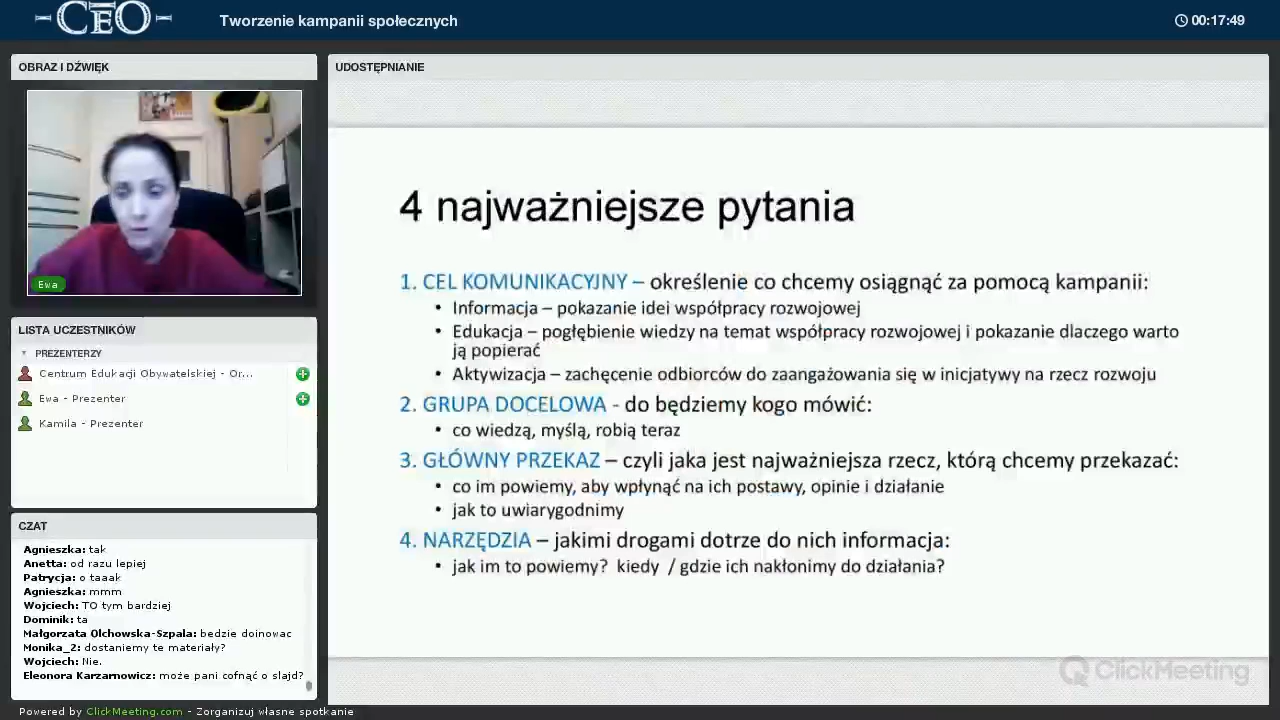 CEO
Tworzenie kampanii społecznych
00:17:49
OBRAZ I DŹWIĘK
Ewa
LISTA UCZESTNIKÓW
PREZENTERZY
Centrum Edukacji Obywatelskiej - Or...
Ewa - Prezenter
Kamila - Prezenter
CZAT
Agnieszka: tak
Anetta: od razu lepiej
Patrycja: o taaak
Agnieszka: mmm
Wojciech: TO tym bardziej
Dominik: ta
Małgorzata Olchowska-Szpala: bedzie doinowac
Monika_2: dostaniemy te materiały?
Wojciech: Nie.
Eleonora Karzarnowicz: może pani cofnąć o slajd?
UDOSTĘPNIANIE
4 najważniejsze pytania
1. CEL KOMUNIKACYJNY – określenie co chcemy osiągnąć za pomocą kampanii:
• Informacja – pokazanie idei współpracy rozwojowej
• Edukacja – pogłębienie wiedzy na temat współpracy rozwojowej i pokazanie dlaczego warto
ją popierać
• Aktywizacja – zachęcenie odbiorców do zaangażowania się w inicjatywy na rzecz rozwoju
2. GRUPA DOCELOWA - do będziemy kogo mówić:
• co wiedzą, myślą, robią teraz
3. GŁÓWNY PRZEKAZ – czyli jaka jest najważniejsza rzecz, którą chcemy przekazać:
• co im powiemy, aby wpłynąć na ich postawy, opinie i działanie
• jak to uwiarygodnimy
4. NARZĘDZIA – jakimi drogami dotrze do nich informacja:
• jak im to powiemy? kiedy / gdzie ich nakłonimy do działania?
ClickMeeting
Powered by ClickMeeting.com - Zorganizuj własne spotkanie